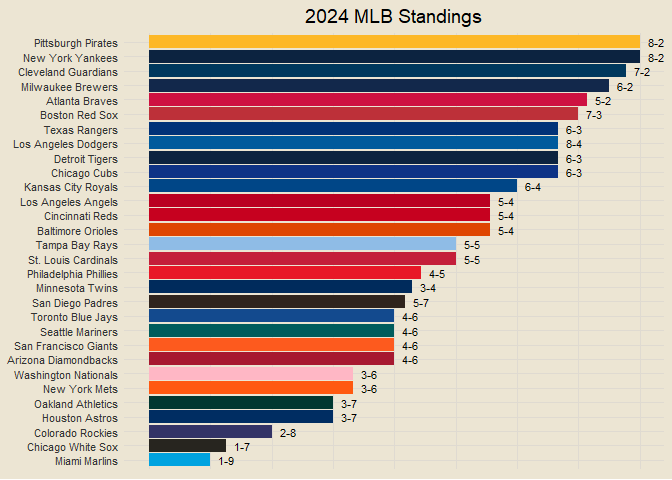 2024 MLB Standings
Pittsburgh Pirates 8-2
New York Yankees 8-2
Cleveland Guardians 7-2
Milwaukee Brewers 6-2
Atlanta Braves 5-2
Boston Red Sox 7-3
Texas Rangers 6-3
Los Angeles Dodgers 8-4
Detroit Tigers 6-3
Chicago Cubs 6-3
Kansas City Royals 6-4
Los Angeles Angels 5-4
Cincinnati Reds 5-4
Baltimore Orioles 5-4
Tampa Bay Rays 5-5
St. Louis Cardinals 5-5
Philadelphia Phillies 4-5
Minnesota Twins 3-4
San Diego Padres 5-7
Toronto Blue Jays 4-6
Seattle Mariners 4-6
San Francisco Giants 4-6
Arizona Diamondbacks 4-6
Washington Nationals 3-6
New York Mets 3-6
Oakland Athletics 3-7
Houston Astros 3-7
Colorado Rockies 2-8
Chicago White Sox 1-7
Miami Marlins 1-9